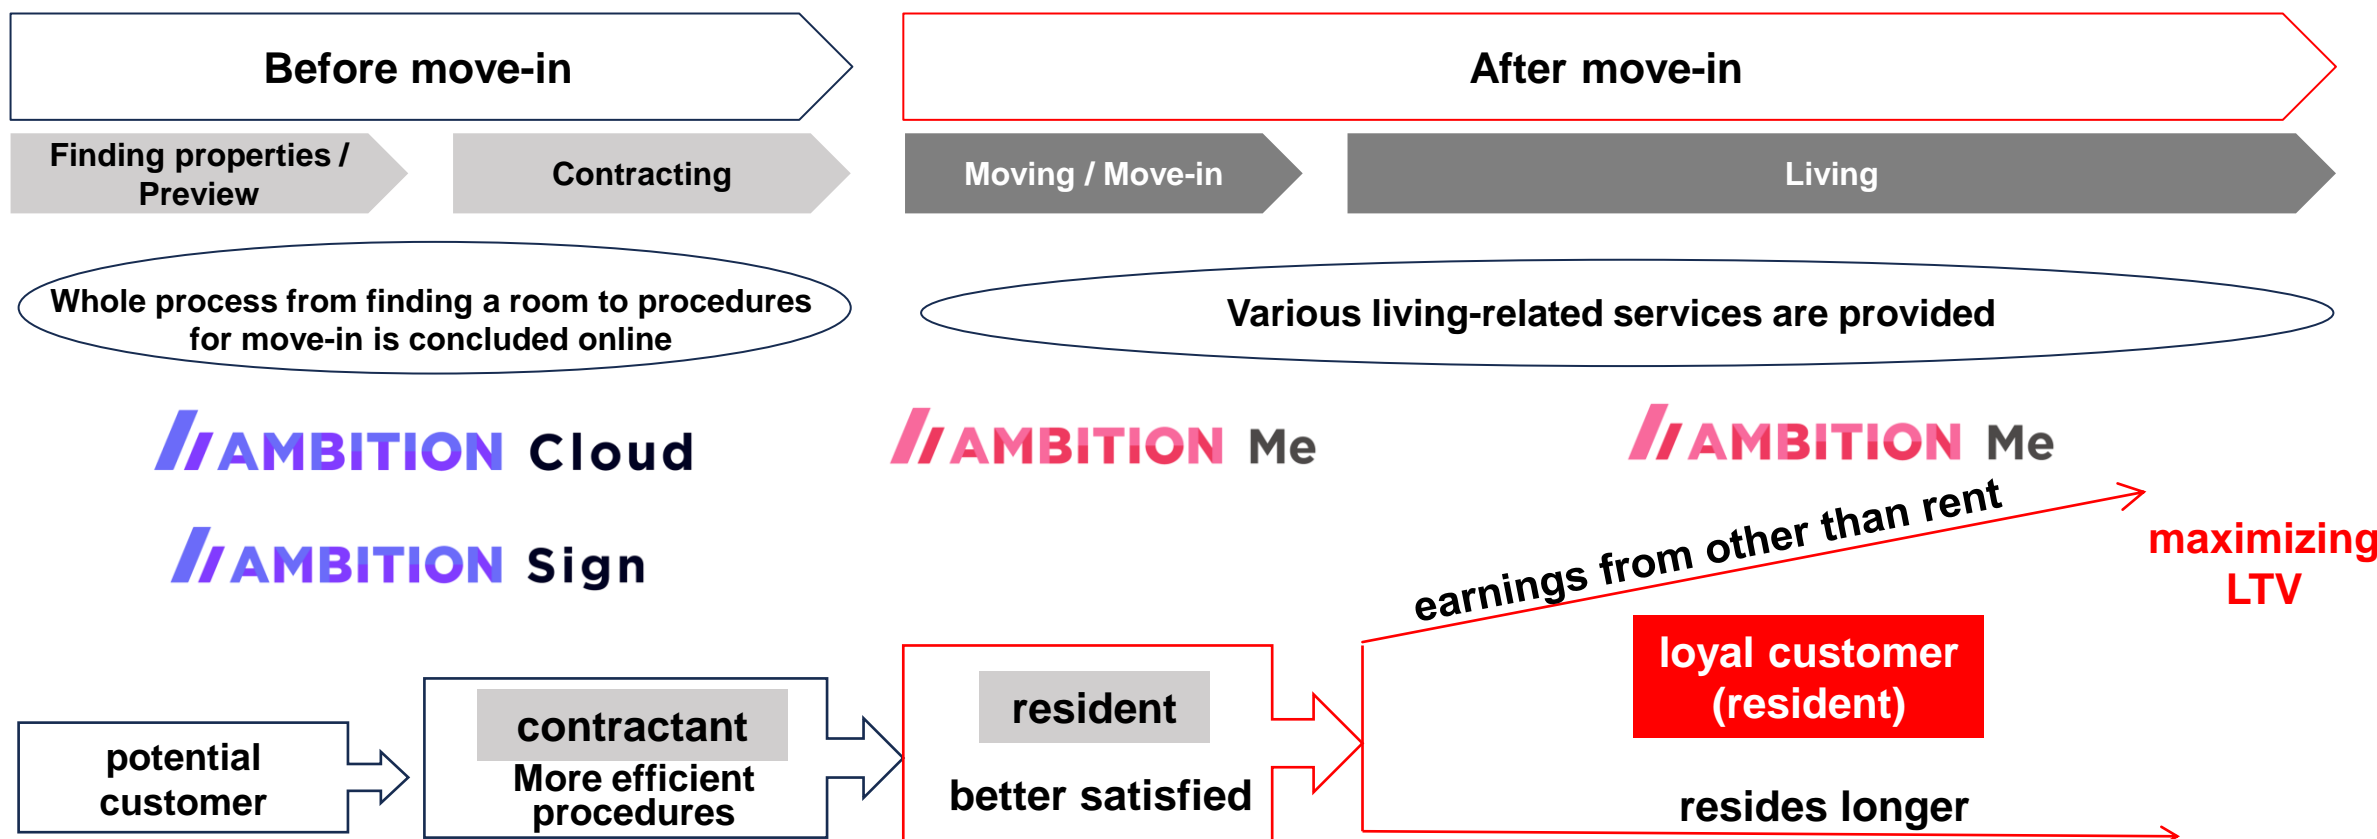 Before move-in
After move-in
Finding properties /
Preview
Contracting
Moving / Move-in
Living
Whole process from finding a room to procedures
for move-in is concluded online
Various living-related services are provided
AMBITION Cloud
AMBITION Me
AMBITION Me
AMBITION Sign
earnings from other than rent
maximizing
LTV
potential
customer
contractant
More efficient
procedures
resident
better satisfied
loyal customer
(resident)
resides longer